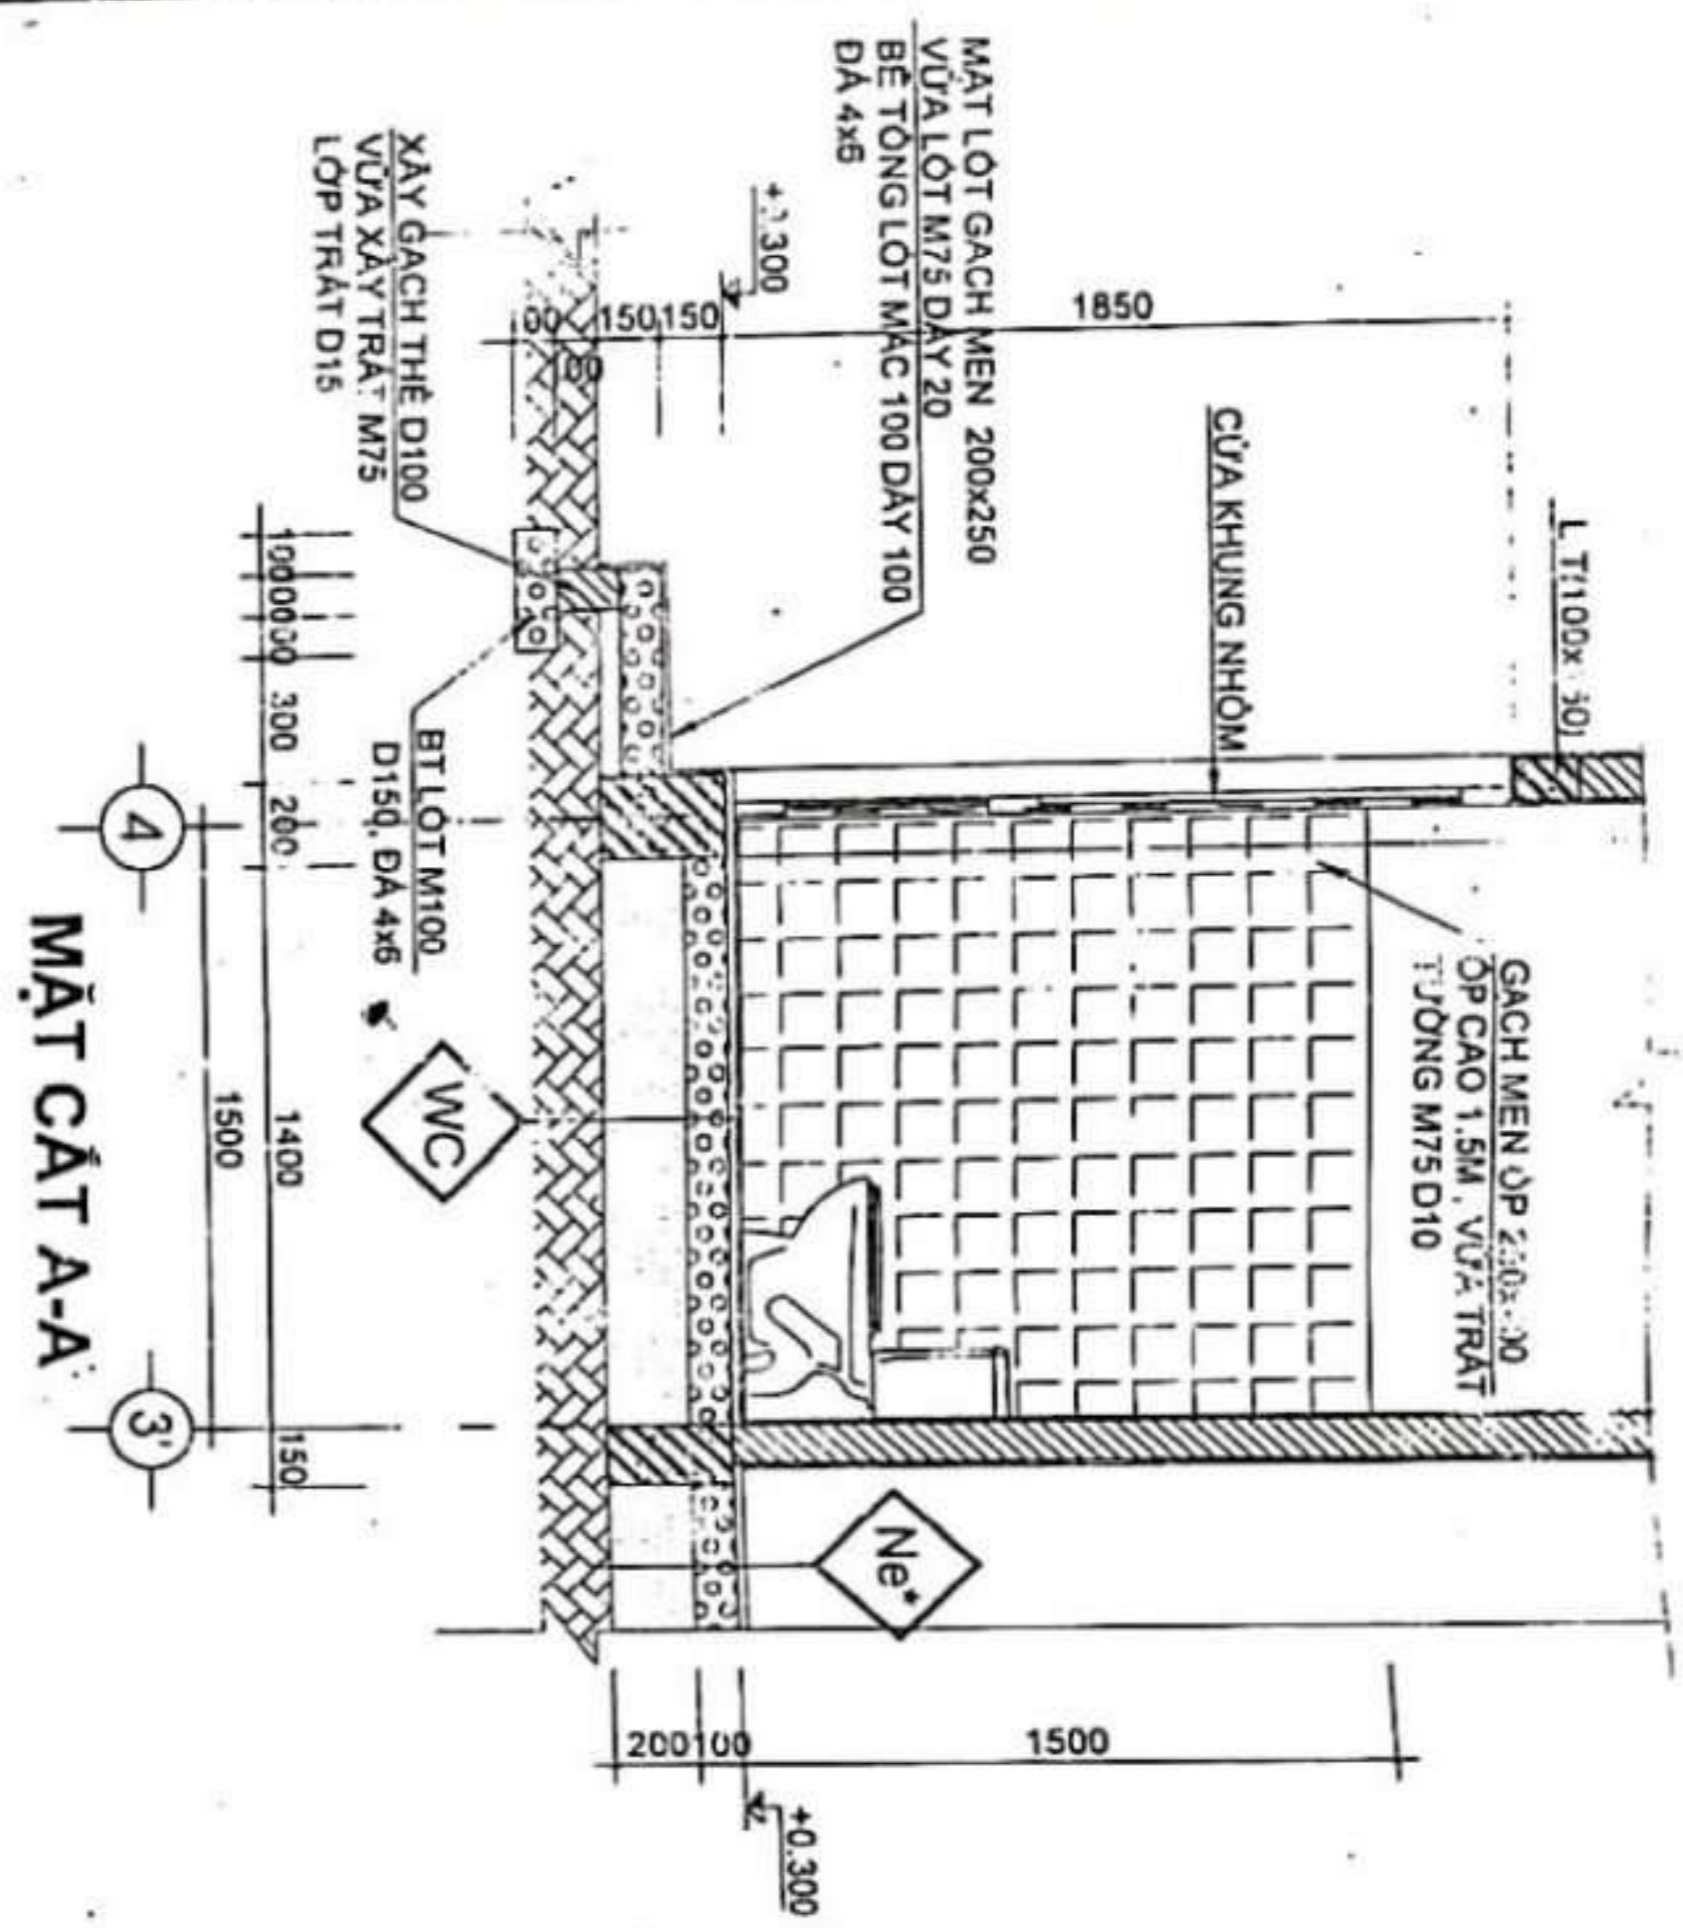 L.T(100x
1850
CỬA KHUNG NHÔM
GẠCH MEN ỐP
ỐP CAO 1.5M , VỮA TRÁT
TƯỜNG M75 D10
MẶT LÓT GẠCH MEN 200x250
VỮA LÓT M75 DÀY 20
BÊ TÔNG LÓT MÁC 100 DÀY 100
ĐÁ 4x6
1500
Ne*
150
150
200
100
+0.300
XÂY GẠCH THẺ D100
VỮA XÂY TRÁT M75
LỚP TRÁT D15
BT LÓT M100
D150, ĐÁ 4x6
WC
300
200
1400
150
1500
4
3'
MẶT CẮT A-A